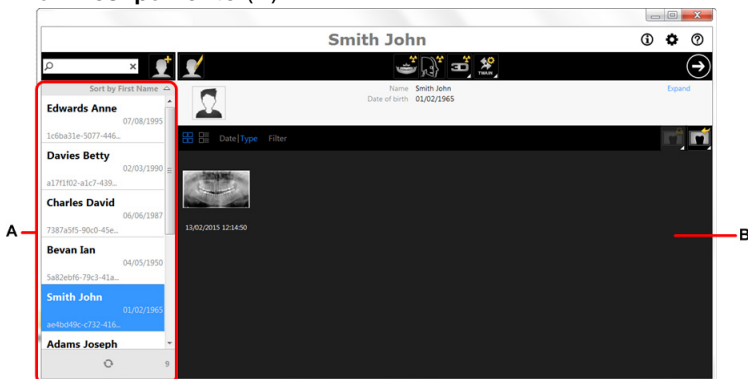 Smith John
Sort by First Name
Edwards Anne
07/08/1995
1c6ba31e-5077-446...
Davies Betty
02/03/1990
a17f1f02-a1c7-439...
Charles David
06/06/1987
7387a5f5-90c0-45e...
Bevan Ian
04/05/1950
5a82ebf6-79c3-41a...
Smith John
01/02/1965
ae4bd49c-c732-416...
Adams Joseph
9
A
TWAIN
Name Smith John
Date of birth 01/02/1965
Expand
Date|Type Filter
13/02/2015 12:14:50
B